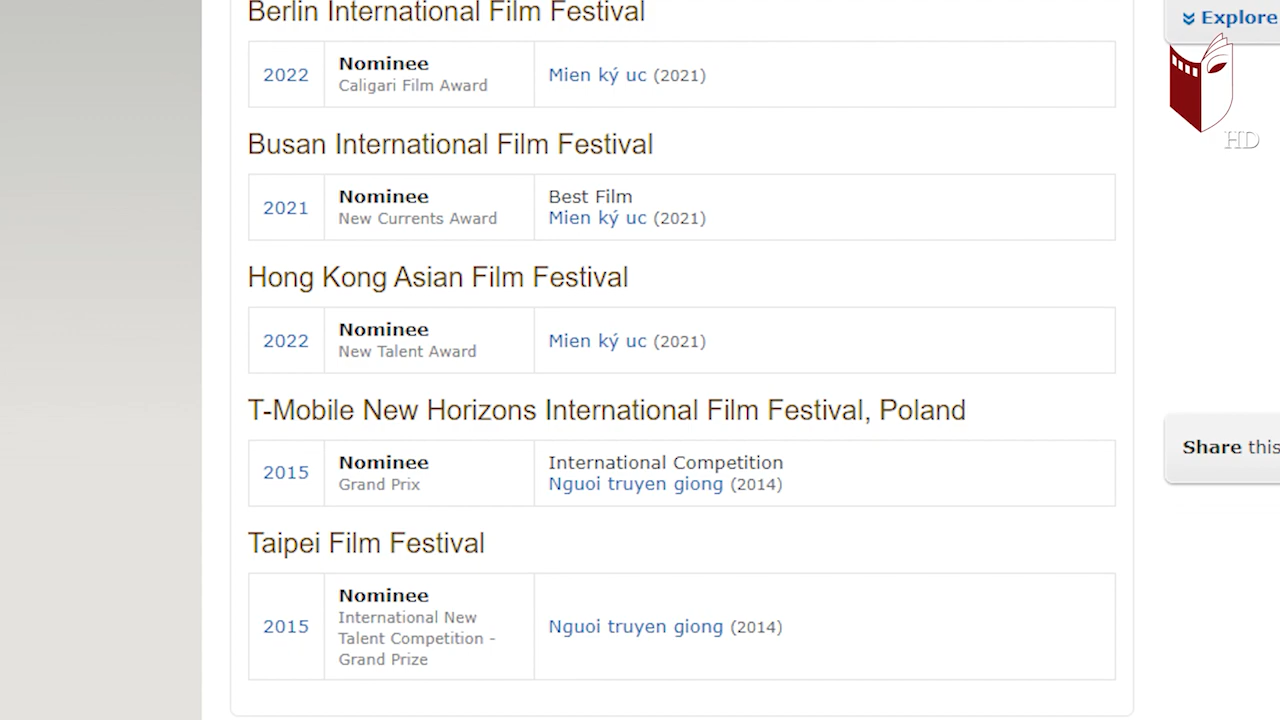 Berlin International Film Festival
2022
Nominee
Caligari Film Award
Mien ký uc (2021)
Busan International Film Festival
2021
Nominee
New Currents Award
Best Film
Mien ký uc (2021)
Hong Kong Asian Film Festival
2022
Nominee
New Talent Award
Mien ký uc (2021)
T-Mobile New Horizons International Film Festival, Poland
2015
Nominee
Grand Prix
International Competition
Nguoi truyen giong (2014)
Taipei Film Festival
2015
Nominee
International New
Talent Competition -
Grand Prize
Nguoi truyen giong (2014)
Explore
HD
Share this